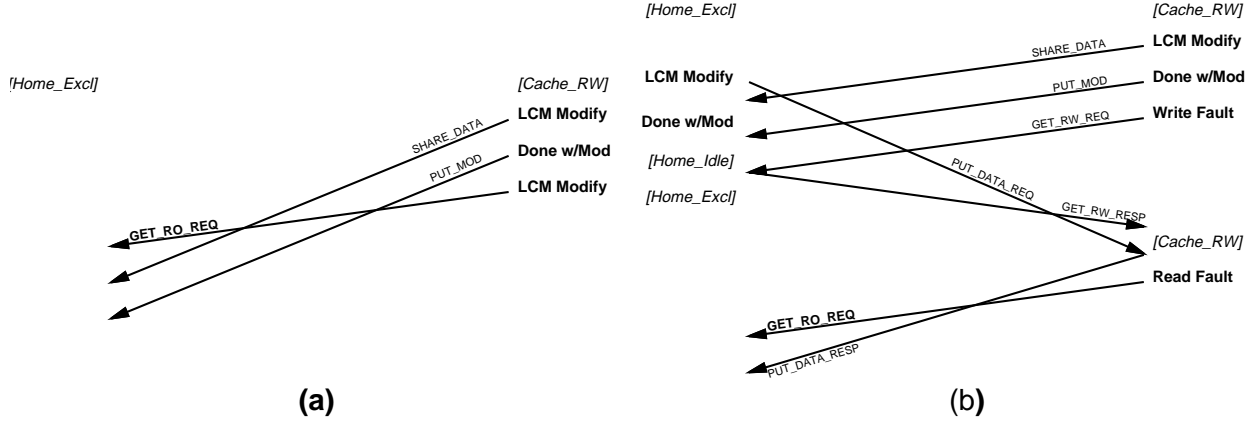 [Home_Excl]
[Cache_RW]
LCM Modify
SHARE_DATA
Done w/Mod
PUT_MOD
LCM Modify
GET_RO_REQ
(a)
[Home_Excl]
[Cache_RW]
LCM Modify
SHARE_DATA
LCM Modify
Done w/Mod
PUT_MOD
Done w/Mod
Write Fault
GET_RW_REQ
[Home_Idle]
PUT_DATA_REQ
[Home_Excl]
GET_RW_RESP
[Cache_RW]
Read Fault
GET_RO_REQ
PUT_DATA_RESP
(b)